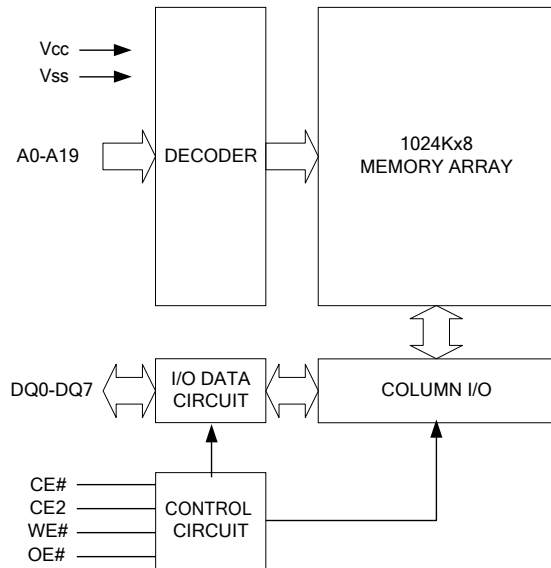 Vcc
Vss
A0-A19
DECODER
1024Kx8
MEMORY ARRAY
DQ0-DQ7
I/O DATA
CIRCUIT
COLUMN I/O
CE#
CE2
WE#
OE#
CONTROL
CIRCUIT